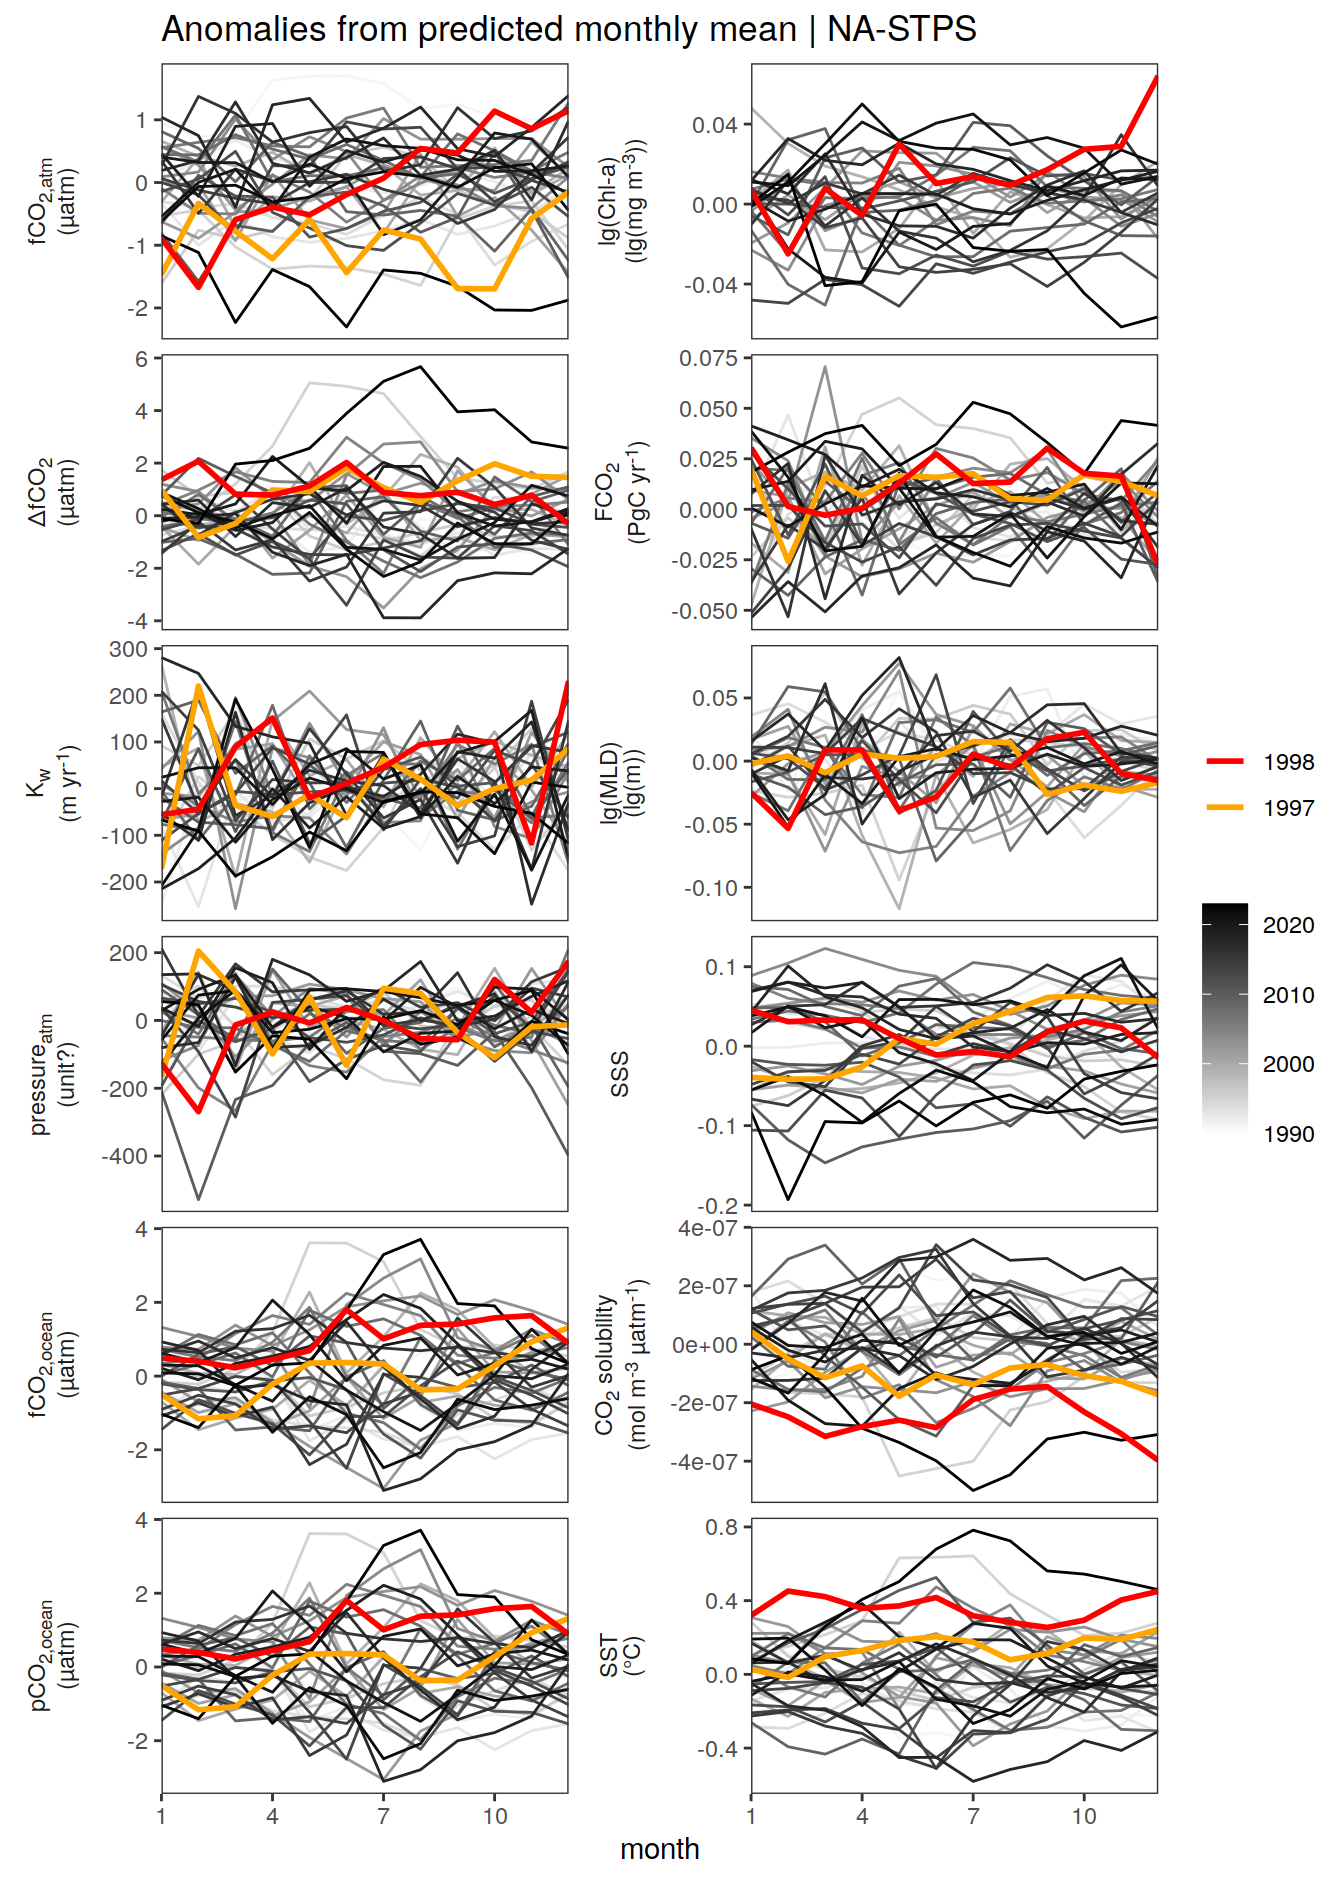 Anomalies from predicted monthly mean | NA-STPS
fCO2,atm
(µatm)
1
0
-1
-2
lg(Chl-a)
(lg(mg m-3))
0.04
0.00
-0.04
ΔfCO2
(µatm)
6
4
2
0
-2
-4
FCO2
(PgC yr-1)
0.075
0.050
0.025
0.000
-0.025
-0.050
Kw
(m yr-1)
300
200
100
0
-100
-200
lg(MLD)
(lg(m))
0.05
0.00
-0.05
-0.10
pressureatm
(unit?)
200
0
-200
-400
SSS
0.1
0.0
-0.1
-0.2
fCO2,ocean
(µatm)
4
2
0
-2
CO2 solubility
(mol m-3 µatm-1)
4e-07
2e-07
0e+00
-2e-07
-4e-07
pCO2,ocean
(µatm)
4
2
0
-2
SST
(°C)
0.8
0.4
0.0
-0.4
1 4 7 10
1 4 7 10
month
1998
1997
2020
2010
2000
1990